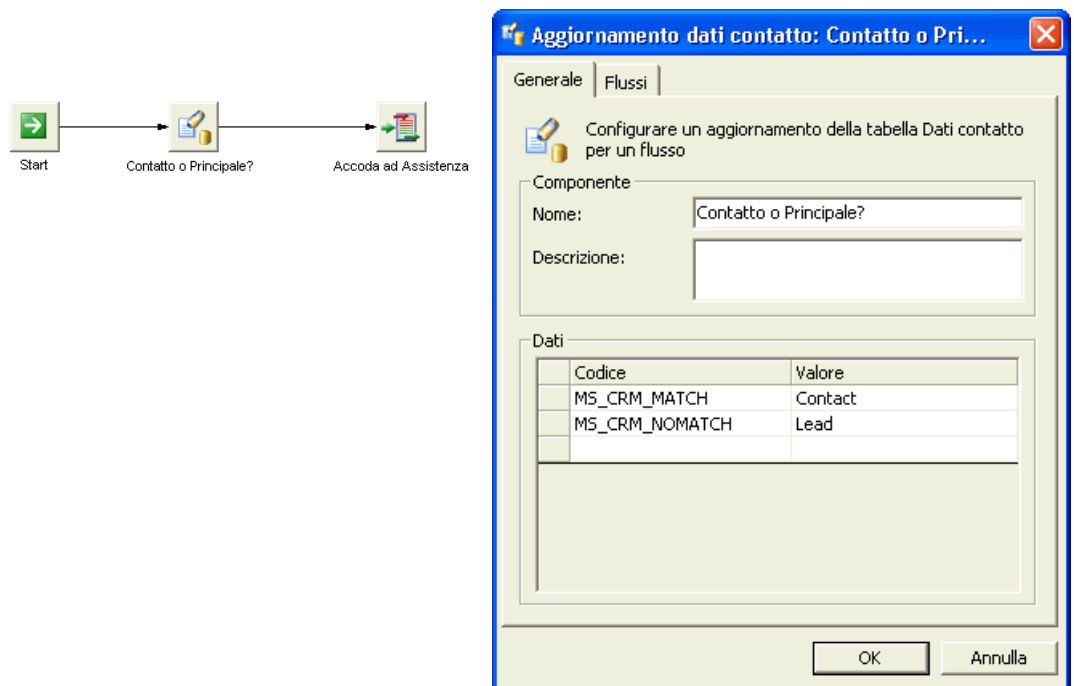 Start
Contatto o Principale?
Accoda ad Assistenza
Aggiornamento dati contatto: Contatto o Pri...
Generale
Flussi
Configurare un aggiornamento della tabella Dati contatto
per un flusso
Componente
Nome:
Contatto o Principale?
Descrizione:
Dati
Codice Valore
MS_CRM_MATCH Contact
MS_CRM_NOMATCH Lead
OK Annulla